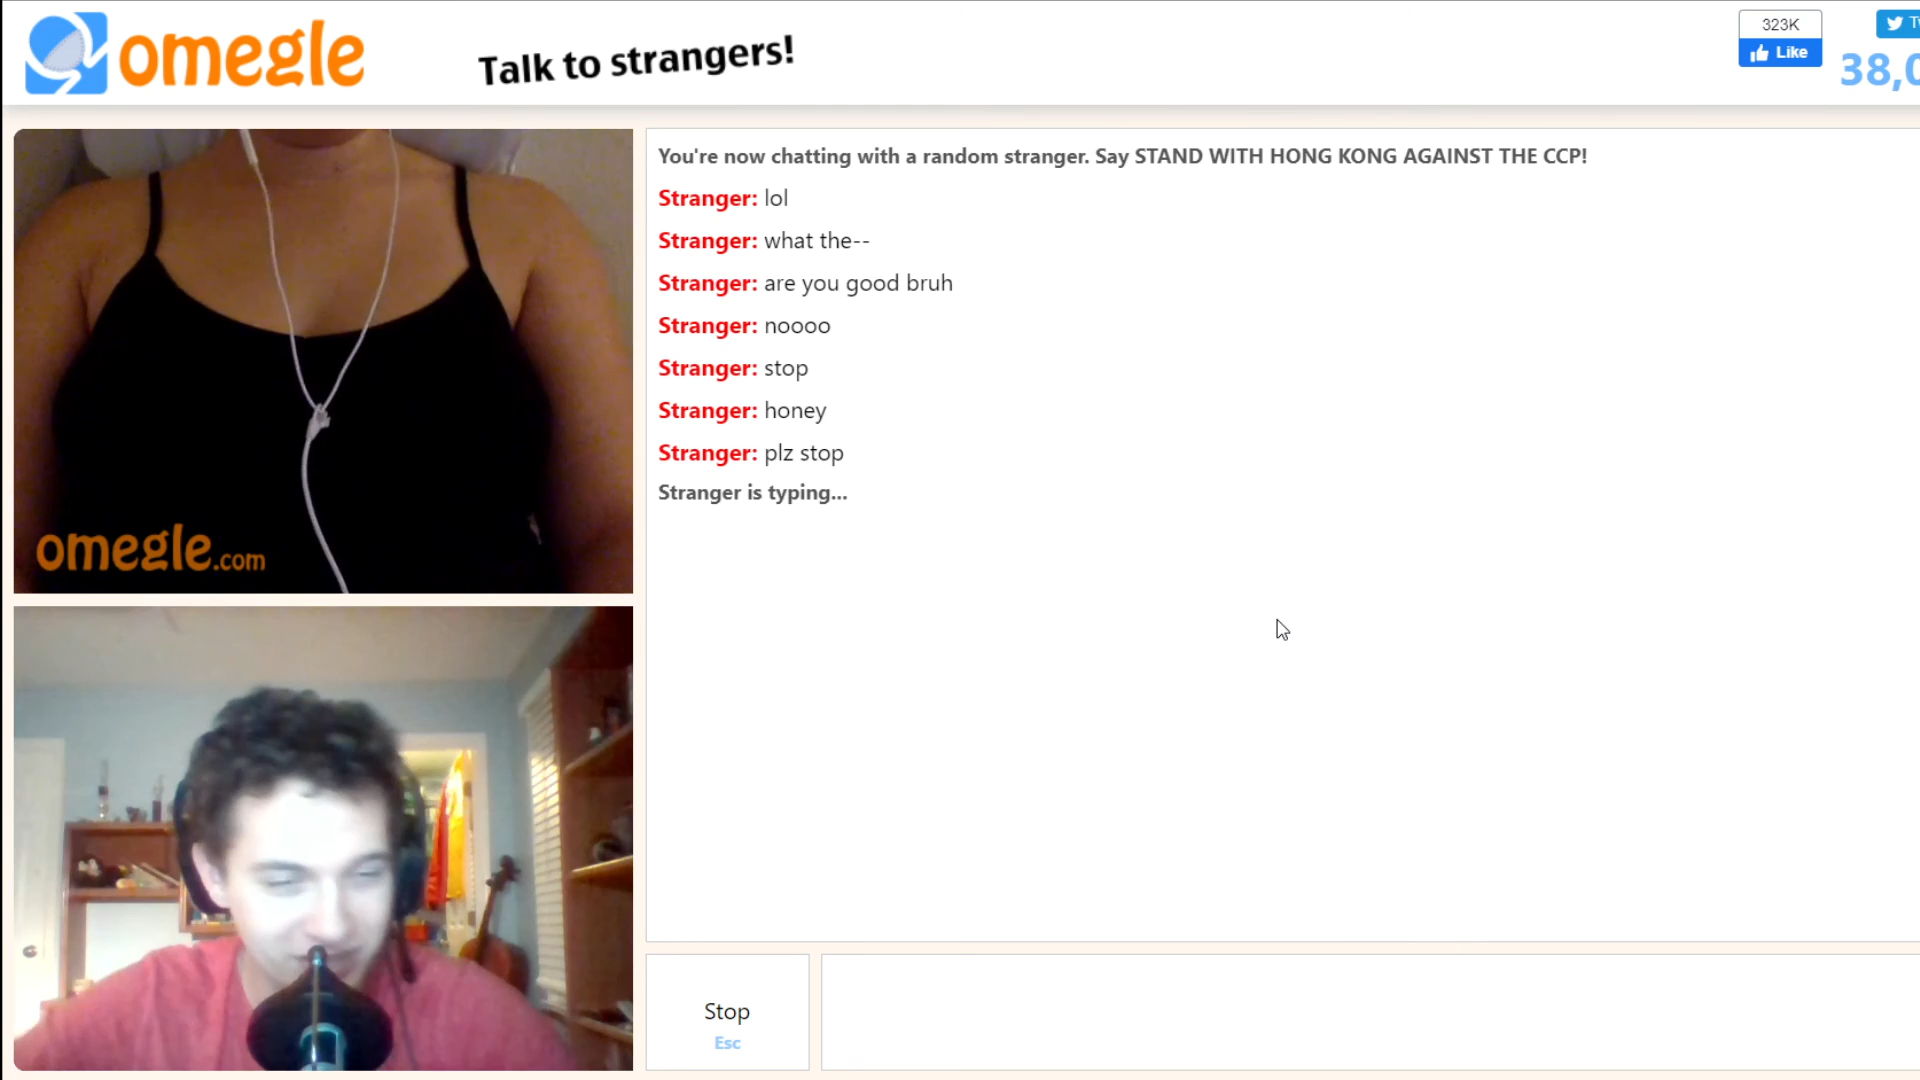 omegle
Talk to strangers!
323K
Like
38,0
You're now chatting with a random stranger. Say STAND WITH HONG KONG AGAINST THE CCP!
Stranger: lol
Stranger: what the--
Stranger: are you good bruh
Stranger: noooo
Stranger: stop
Stranger: honey
Stranger: plz stop
Stranger is typing...
omegle.com
Stop
Esc